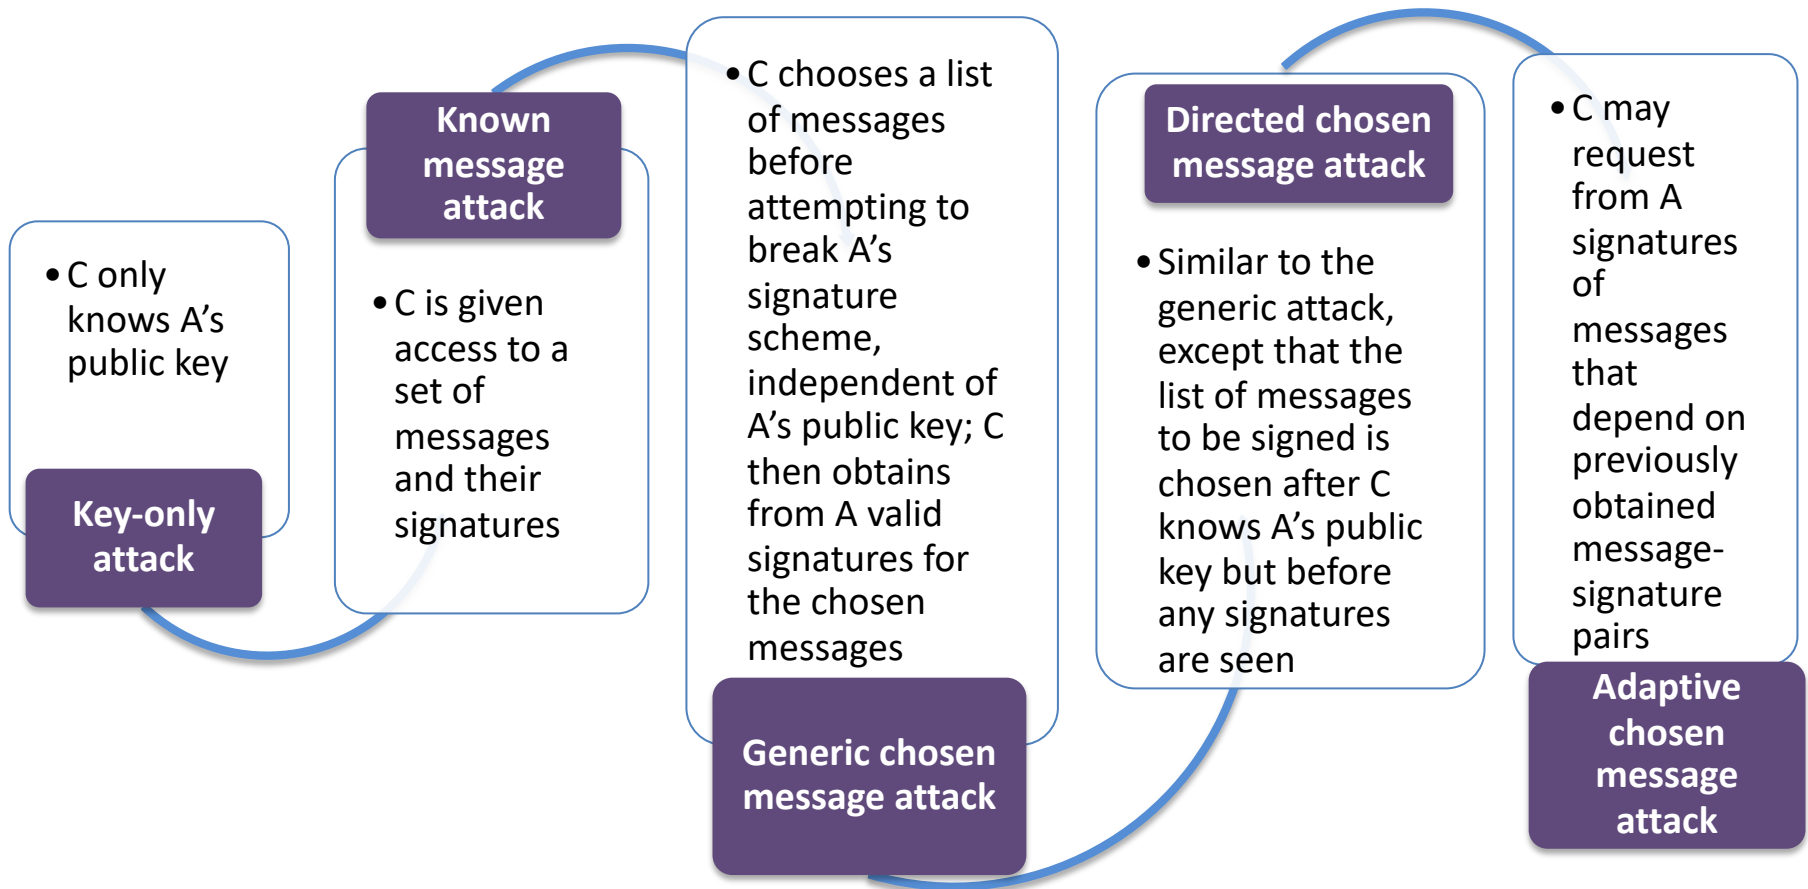 • C only
knows A’s
public key
Key-only
attack
Known
message
attack
• C is given
access to a
set of
messages
and their
signatures
• C chooses a list
of messages
before
attempting to
break A’s
signature
scheme,
independent of
A’s public key; C
then obtains
from A valid
signatures for
the chosen
messages
Generic chosen
message attack
Directed chosen
message attack
• Similar to the
generic attack,
except that the
list of messages
to be signed is
chosen after C
knows A’s public
key but before
any signatures
are seen
• C may
request
from A
signatures
of
messages
that
depend on
previously
obtained
message-
signature
pairs
Adaptive
chosen
message
attack